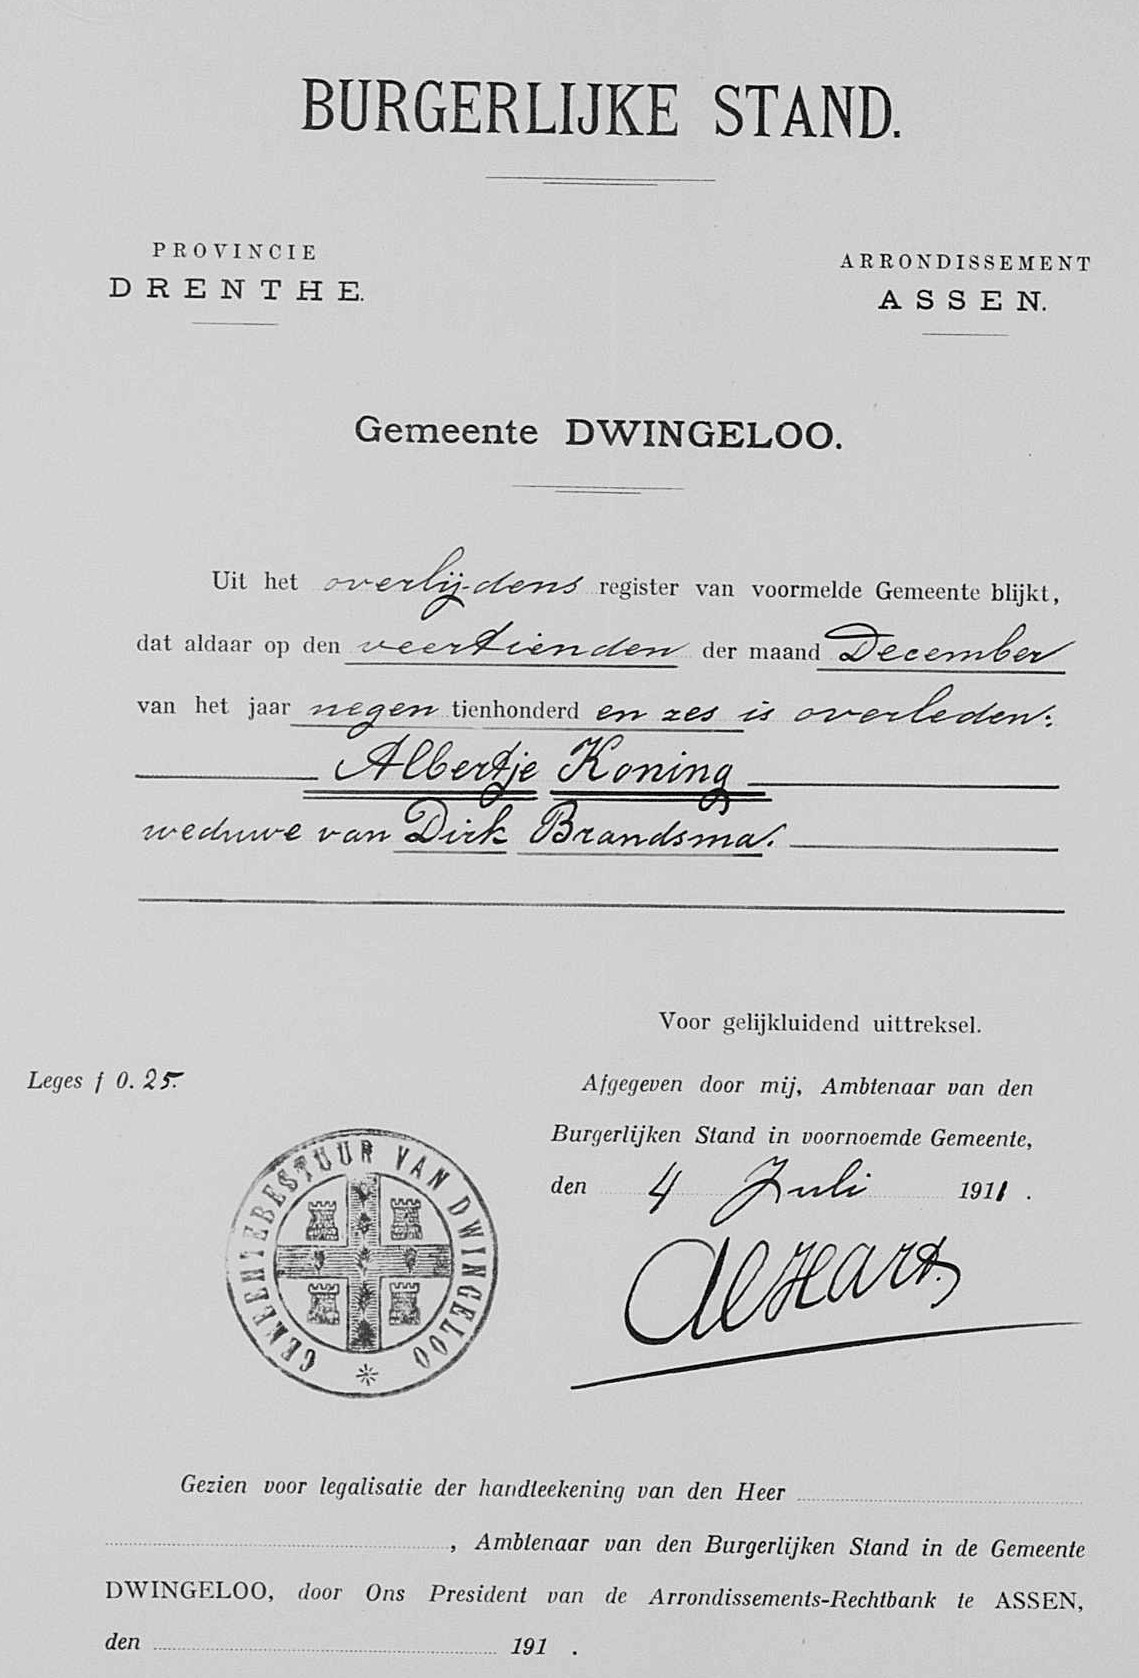 BURGERLIJKE STAND.
PROVINCIE
DRENTHE.
ARRONDISSEMENT
ASSEN.
Gemeente DWINGELOO.
Uit het overlijdens register van voormelde Gemeente blijkt,
dat aldaar op den veertienden der maand December
van het jaar negen tienhonderd en zes is overleden:
Albertje Koning
weduwe van Dirk Brandsma.
Voor gelijkluidend uittreksel.
Leges f 0.25.
Afgegeven door mij, Ambtenaar van den
Burgerlijken Stand in voornoemde Gemeente,
den 4 Juli 1911.
GEMEENTEBESTUUR VAN DWINGELOO
Gezien voor legalisatie der handteekening van den Heer
, Ambtenaar van den Burgerlijken Stand in de Gemeente
DWINGELOO, door Ons President van de Arrondissements-Rechtbank te ASSEN,
den 191 .